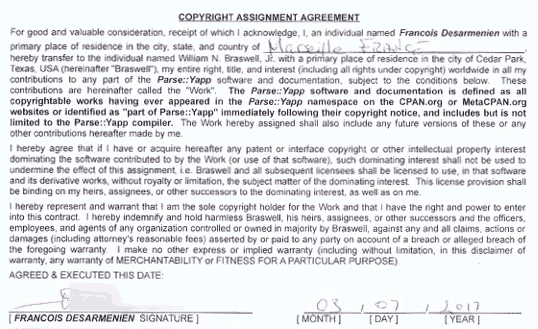 COPYRIGHT ASSIGNMENT AGREEMENT
For good and valuable consideration, receipt of which I acknowledge, I, an individual named Francois Desarmenien with a
primary place of residence in the city, state, and country of Marseille FRANCE
hereby transfer to the individual named William N. Braswell, Jr. with a primary place of residence in the city of Cedar Park,
Texas, USA (hereinafter "Braswell"), my entire right, title, and interest (including all rights under copyright) worldwide in all my
contributions to any part of the Parse::Yapp software and documentation, subject to the conditions below. These
contributions are hereinafter called the "Work". The Parse::Yapp software and documentation is defined as all
copyrightable works having ever appeared in the Parse::Yapp namespace on the CPAN.org or MetaCPAN.org
websites or identified as "part of Parse::Yapp" immediately following their copyright notice, and includes but is not
limited to the Parse::Yapp compiler. The Work hereby assigned shall also include any future versions of these or any
other contributions hereafter made by me.
I hereby agree that if I have or acquire hereafter any patent or interface copyright or other intellectual property interest
dominating the software contributed to by the Work (or use of that software), such dominating interest shall not be used to
undermine the effect of this assignment, i.e. Braswell and all subsequent licensees shall be licensed to use, in that software
and its derivative works, without royalty or limitation, the subject matter of the dominating interest. This license provision shall
be binding on my heirs, assignees, or other successors to the dominating interest, as well as on me.
I hereby represent and warrant that I am the sole copyright holder for the Work and that I have the right and power to enter
into this contract. I hereby indemnify and hold harmless Braswell, his heirs, assignees, or other successors and the officers,
employees, and agents of any organization controlled or owned in majority by Braswell, against any and all claims, actions or
damages (including attorney's reasonable fees) asserted by or paid to any party on account of a breach or alleged breach of
the foregoing warranty. I make no other express or implied warranty (including without limitation, in this disclaimer of
warranty, any warranty of MERCHANTABILITY or FITNESS FOR A PARTICULAR PURPOSE).
AGREED & EXECUTED THIS DATE:
03 , 07 , 2017
[ FRANCOIS DESARMENIEN SIGNATURE ] [ MONTH ] [ DAY ] [ YEAR ]